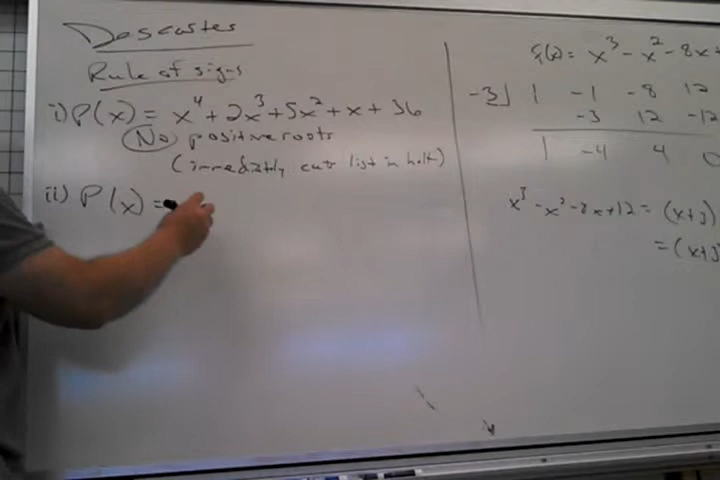 Descartes
Rule of signs
i) P(x) = x⁴ + 2x³ + 5x² + x + 36
No positive roots
(immediatly cuts list in half)
ii) P(x) =
f(x) = x³ - x² - 8x +
-3⌋ 1 -1 -8 12
-3 12 -12
1 -4 4 0
x³ - x² - 8x + 12 = (x+3)
= (x+3)